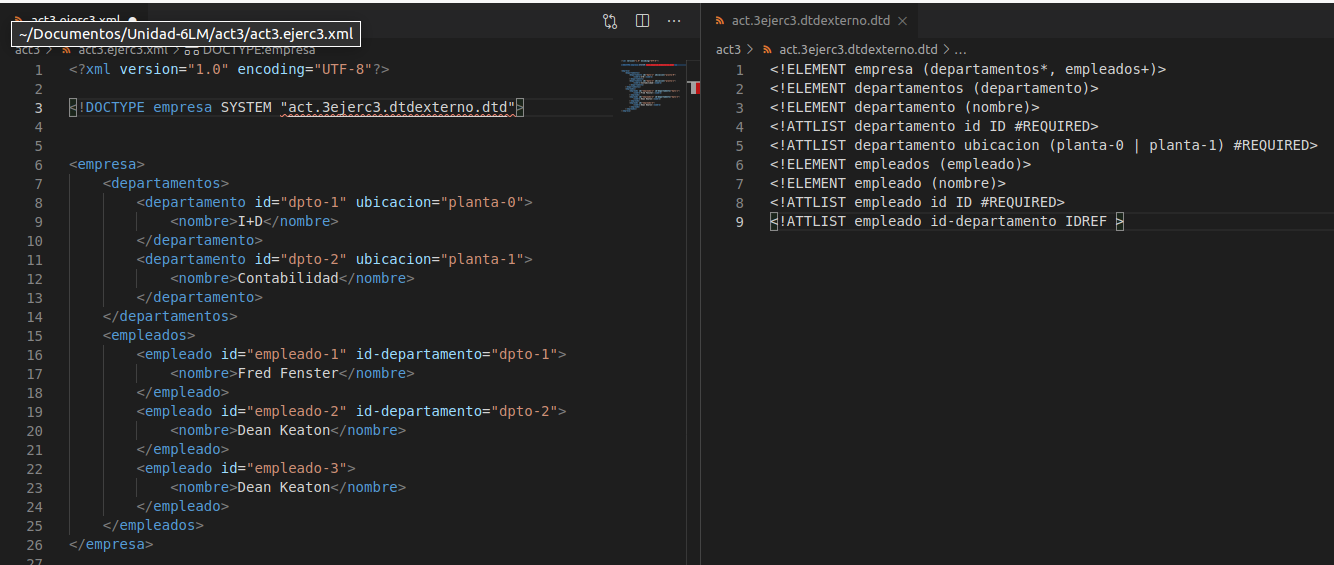 act3.ejerc3.xml
~/Documentos/Unidad-6LM/act3/act3.ejerc3.xml
act3 > act3.ejerc3.xml > DOCTYPE:empresa
1 <?xml version="1.0" encoding="UTF-8"?>
2
3 <!DOCTYPE empresa SYSTEM "act.3ejerc3.dtdexterno.dtd">
4
5
6 <empresa>
7 <departamentos>
8 <departamento id="dpto-1" ubicacion="planta-0">
9 <nombre>I+D</nombre>
10 </departamento>
11 <departamento id="dpto-2" ubicacion="planta-1">
12 <nombre>Contabilidad</nombre>
13 </departamento>
14 </departamentos>
15 <empleados>
16 <empleado id="empleado-1" id-departamento="dpto-1">
17 <nombre>Fred Fenster</nombre>
18 </empleado>
19 <empleado id="empleado-2" id-departamento="dpto-2">
20 <nombre>Dean Keaton</nombre>
21 </empleado>
22 <empleado id="empleado-3">
23 <nombre>Dean Keaton</nombre>
24 </empleado>
25 </empleados>
26 </empresa>
27
act.3ejerc3.dtdexterno.dtd
act3 > act.3ejerc3.dtdexterno.dtd > ...
1 <!ELEMENT empresa (departamentos*, empleados+)>
2 <!ELEMENT departamentos (departamento)>
3 <!ELEMENT departamento (nombre)>
4 <!ATTLIST departamento id ID #REQUIRED>
5 <!ATTLIST departamento ubicacion (planta-0 | planta-1) #REQUIRED>
6 <!ELEMENT empleados (empleado)>
7 <!ELEMENT empleado (nombre)>
8 <!ATTLIST empleado id ID #REQUIRED>
9 <!ATTLIST empleado id-departamento IDREF >